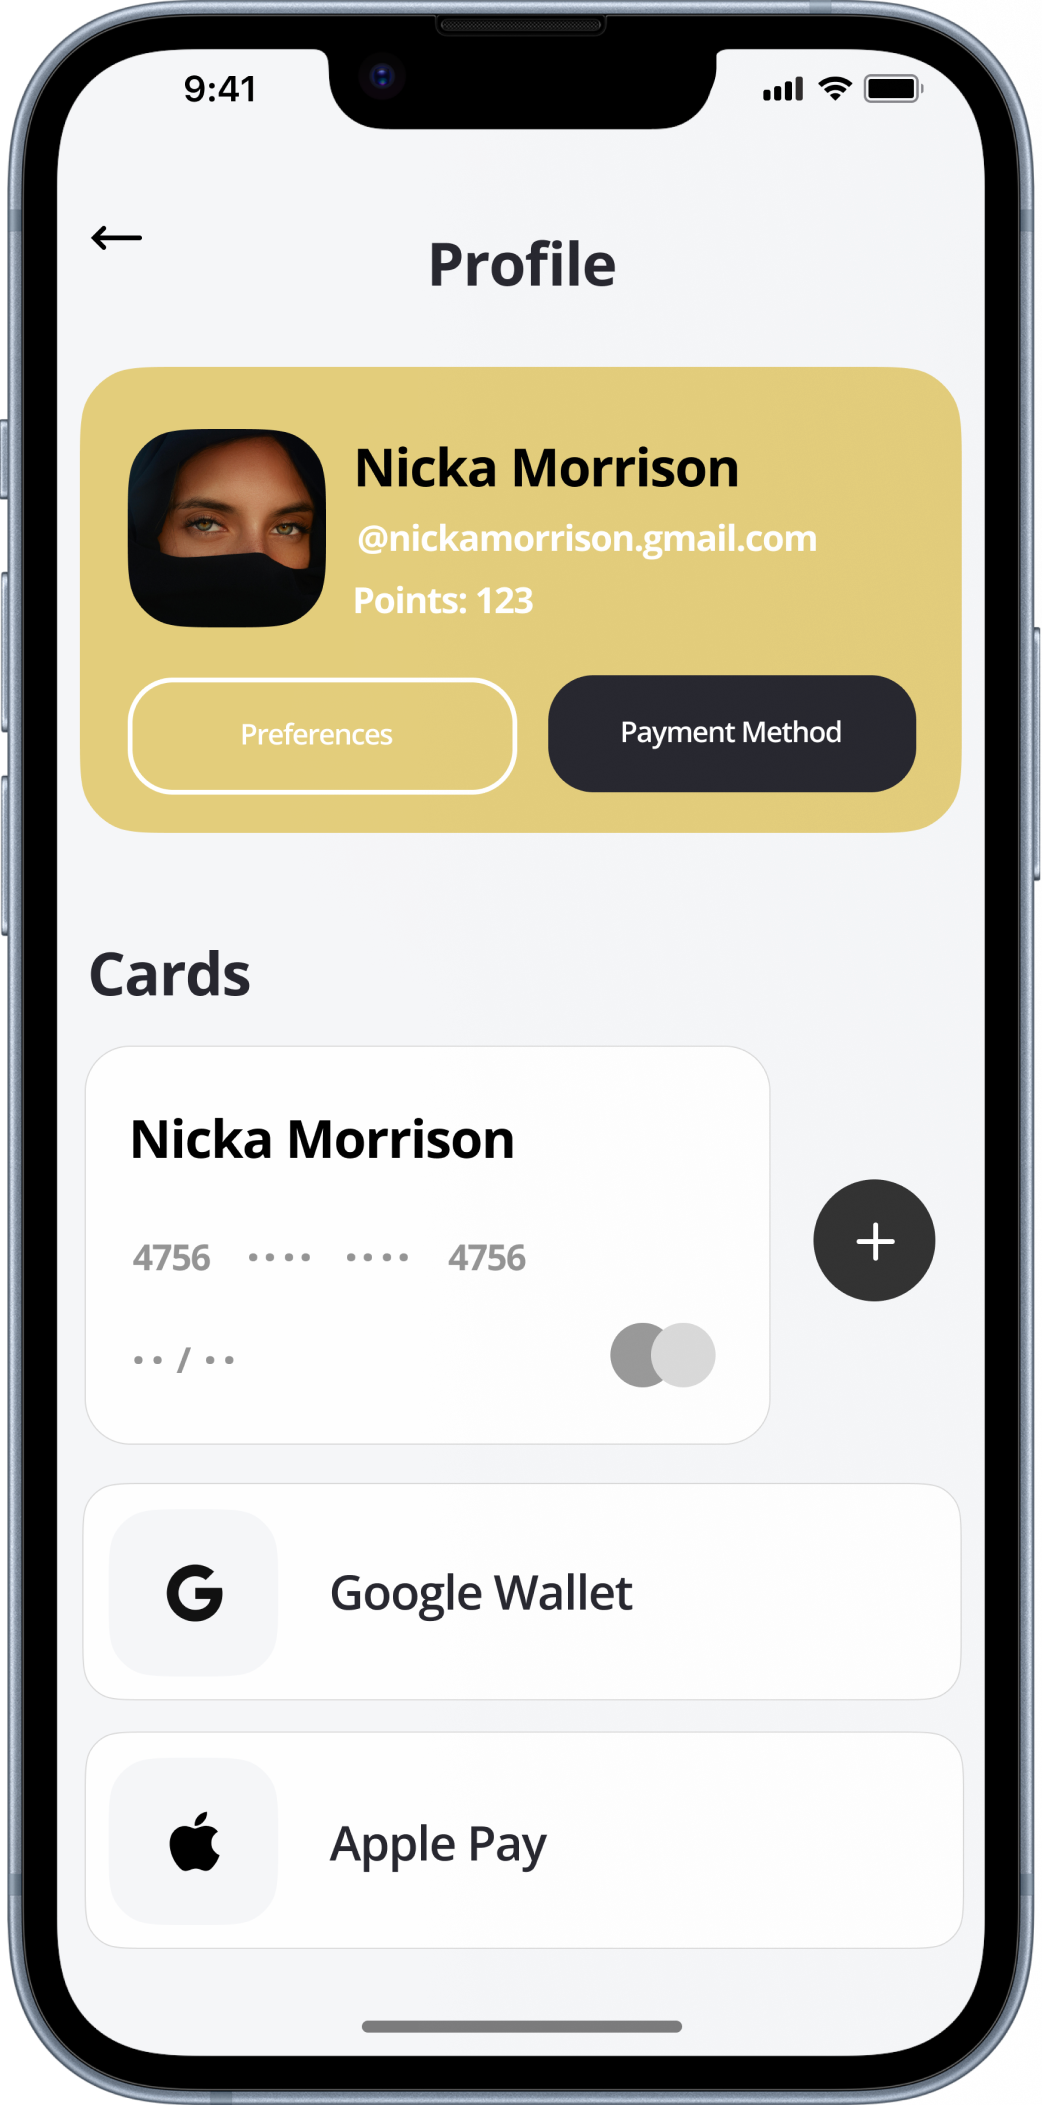 9:41
Profile
Nicka Morrison
@nickamorrison.gmail.com
Points: 123
Preferences
Payment Method
Cards
Nicka Morrison
4756 •••• •••• 4756
•• / ••
G Google Wallet
Apple Pay